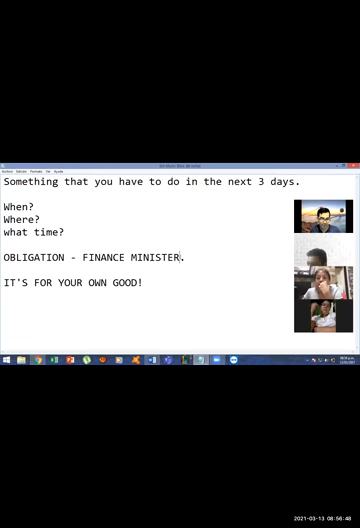 Something that you have to do in the next 3 days.
When?
Where?
what time?
OBLIGATION - FINANCE MINISTER.
IT'S FOR YOUR OWN GOOD!
2021-03-13 08:56:48